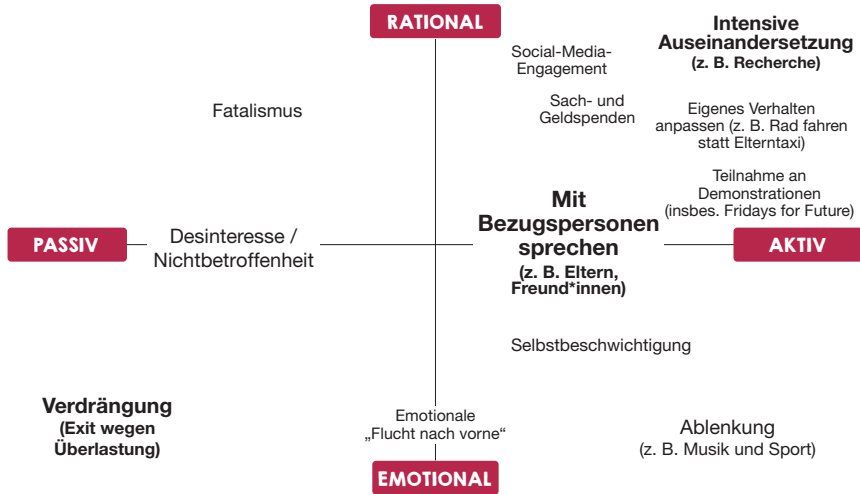 RATIONAL
Intensive
Auseinandersetzung
(z. B. Recherche)
Social-Media-
Engagement
Fatalismus
Sach- und
Geldspenden
Eigenes Verhalten
anpassen (z. B. Rad fahren
statt Elterntaxi)
Teilnahme an
Demonstrationen
(insbes. Fridays for Future)
PASSIV
Desinteresse /
Nichtbetroffenheit
Mit
Bezugspersonen
sprechen
(z. B. Eltern,
Freund*innen)
AKTIV
Selbstbeschwichtigung
Verdrängung
(Exit wegen
Überlastung)
Emotionale
„Flucht nach vorne“
Ablenkung
(z. B. Musik und Sport)
EMOTIONAL